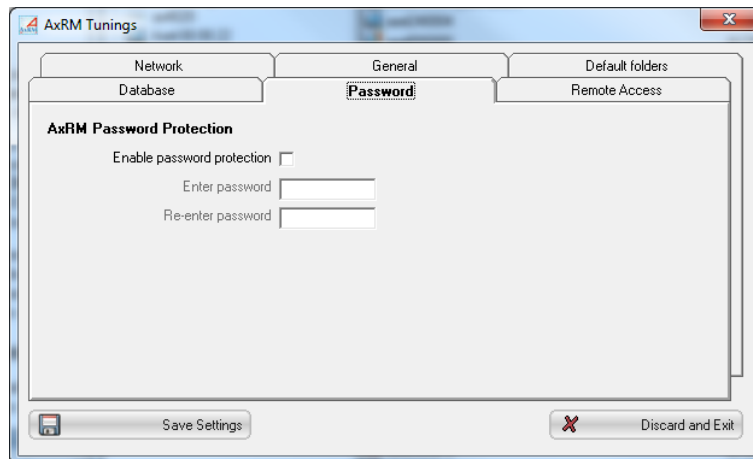 AxRM Tunings
Network
General
Default folders
Database
Password
Remote Access
AxRM Password Protection
Enable password protection
Enter password
Re-enter password
Save Settings
Discard and Exit